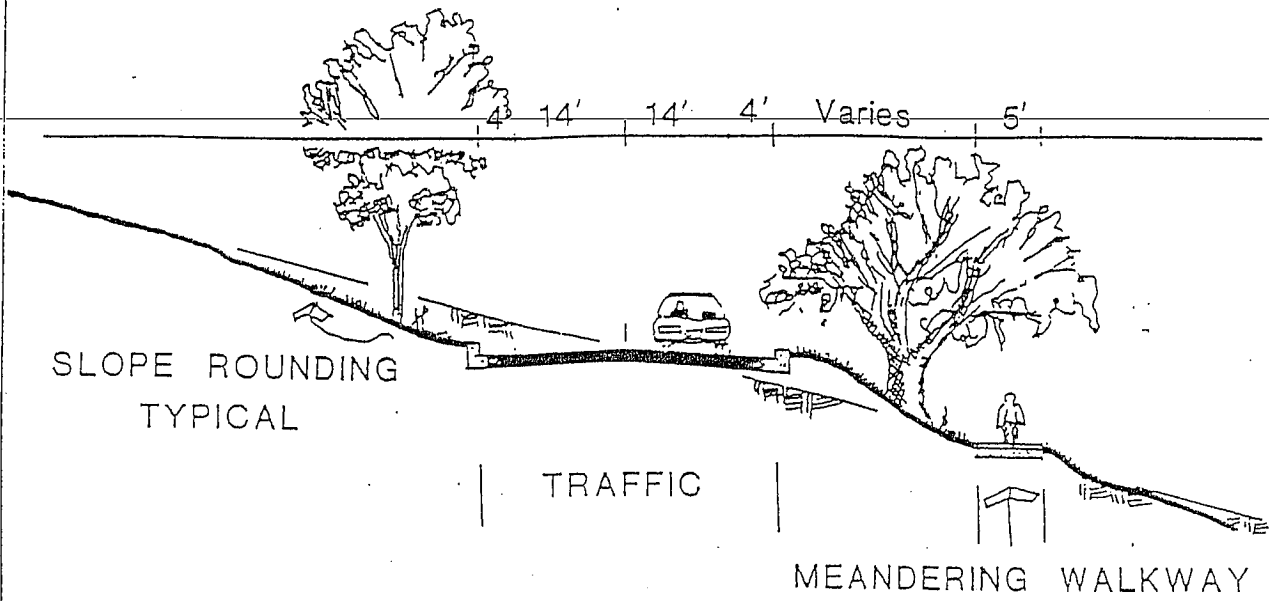 4' 14' 14' 4' Varies 5'
SLOPE ROUNDING
TYPICAL
TRAFFIC
MEANDERING WALKWAY